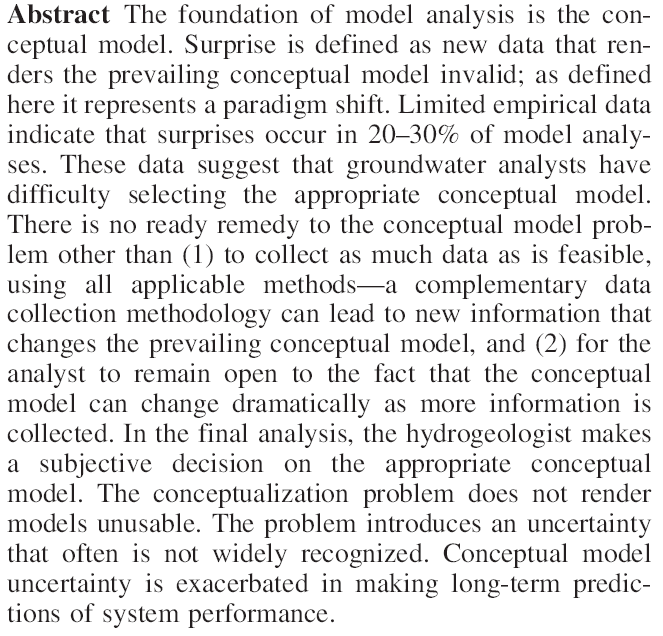 Abstract The foundation of model analysis is the con-
ceptual model. Surprise is defined as new data that ren-
ders the prevailing conceptual model invalid; as defined
here it represents a paradigm shift. Limited empirical data
indicate that surprises occur in 20–30% of model analy-
ses. These data suggest that groundwater analysts have
difficulty selecting the appropriate conceptual model.
There is no ready remedy to the conceptual model prob-
lem other than (1) to collect as much data as is feasible,
using all applicable methods—a complementary data
collection methodology can lead to new information that
changes the prevailing conceptual model, and (2) for the
analyst to remain open to the fact that the conceptual
model can change dramatically as more information is
collected. In the final analysis, the hydrogeologist makes
a subjective decision on the appropriate conceptual
model. The conceptualization problem does not render
models unusable. The problem introduces an uncertainty
that often is not widely recognized. Conceptual model
uncertainty is exacerbated in making long-term predic-
tions of system performance.